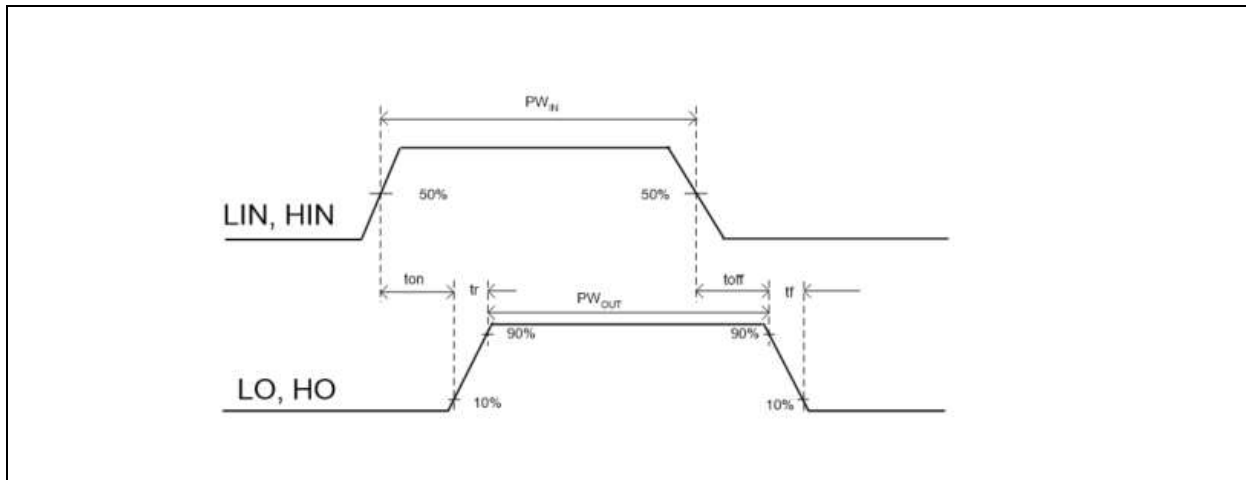 PW_IN
50%
50%
LIN, HIN
ton
tr
toff
tf
PW_OUT
90%
90%
LO, HO
10%
10%